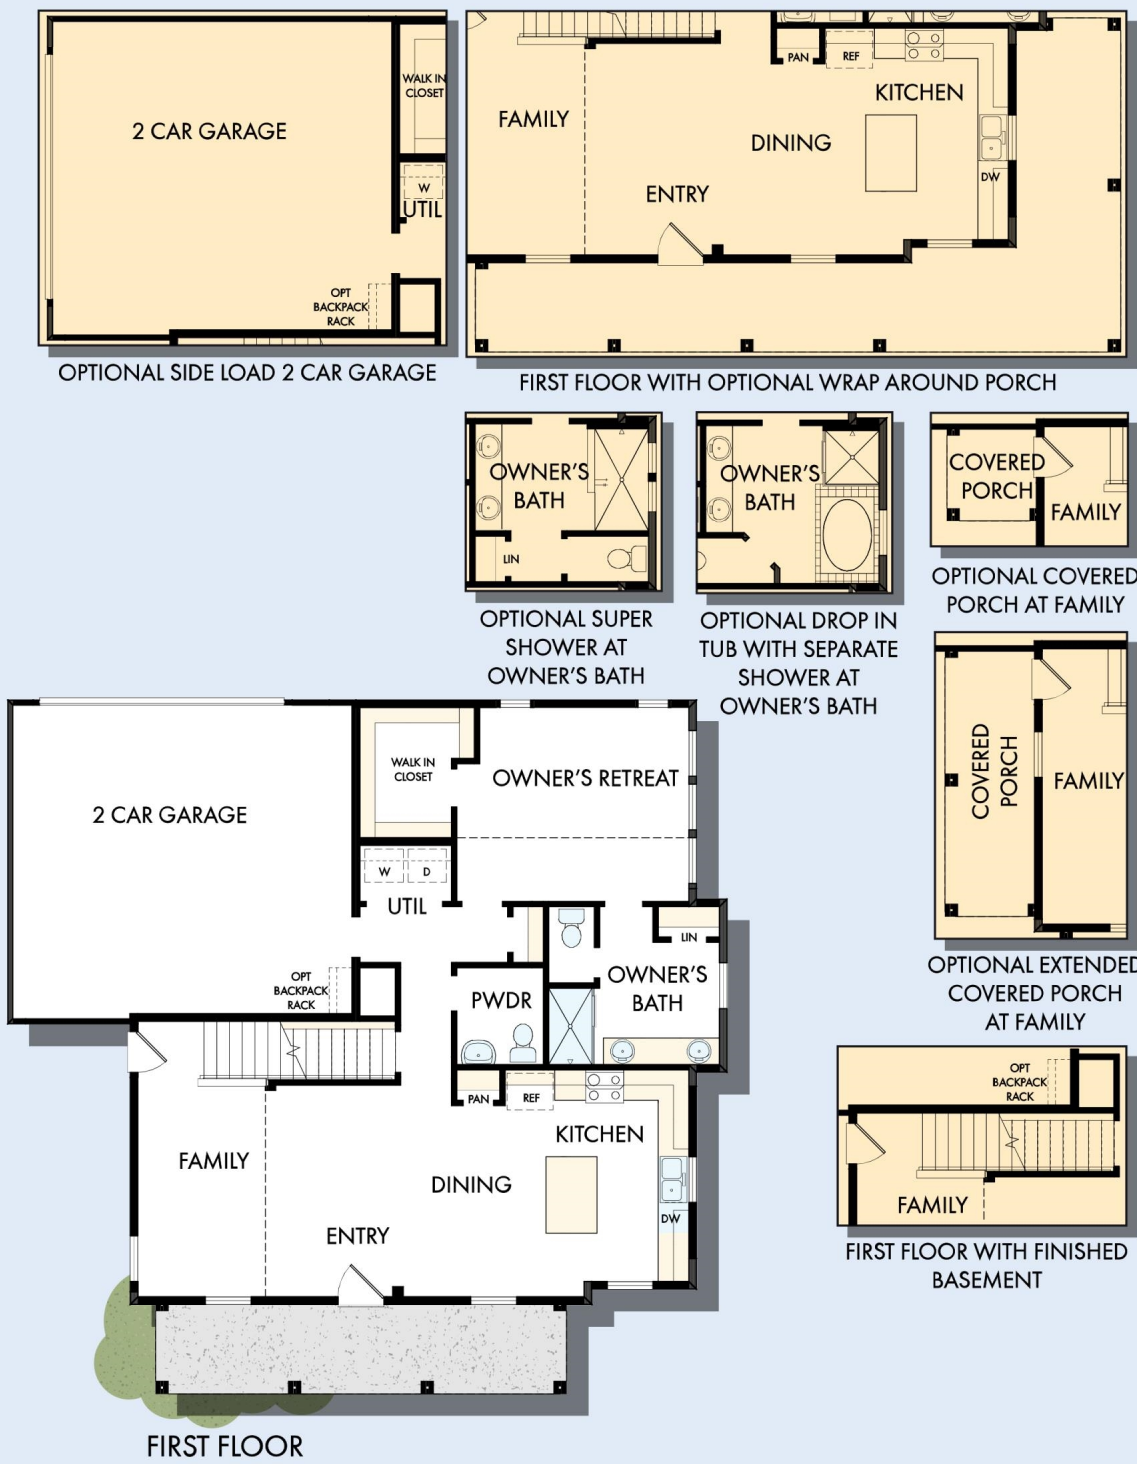 2 CAR GARAGE
WALK IN
CLOSET
W
UTIL
OPT
BACKPACK
RACK
OPTIONAL SIDE LOAD 2 CAR GARAGE
PAN
REF
KITCHEN
FAMILY
DINING
DW
ENTRY
FIRST FLOOR WITH OPTIONAL WRAP AROUND PORCH
OWNER'S
BATH
LIN
OPTIONAL SUPER
SHOWER AT
OWNER'S BATH
OWNER'S
BATH
OPTIONAL DROP IN
TUB WITH SEPARATE
SHOWER AT
OWNER'S BATH
COVERED
PORCH
FAMILY
OPTIONAL COVERED
PORCH AT FAMILY
COVERED
PORCH
FAMILY
OPTIONAL EXTENDED
COVERED PORCH
AT FAMILY
WALK IN
CLOSET
OWNER'S RETREAT
2 CAR GARAGE
W
D
UTIL
LIN
OPT
BACKPACK
RACK
PWDR
OWNER'S
BATH
PAN
REF
KITCHEN
FAMILY
DINING
DW
ENTRY
FIRST FLOOR
OPT
BACKPACK
RACK
FAMILY
FIRST FLOOR WITH FINISHED
BASEMENT